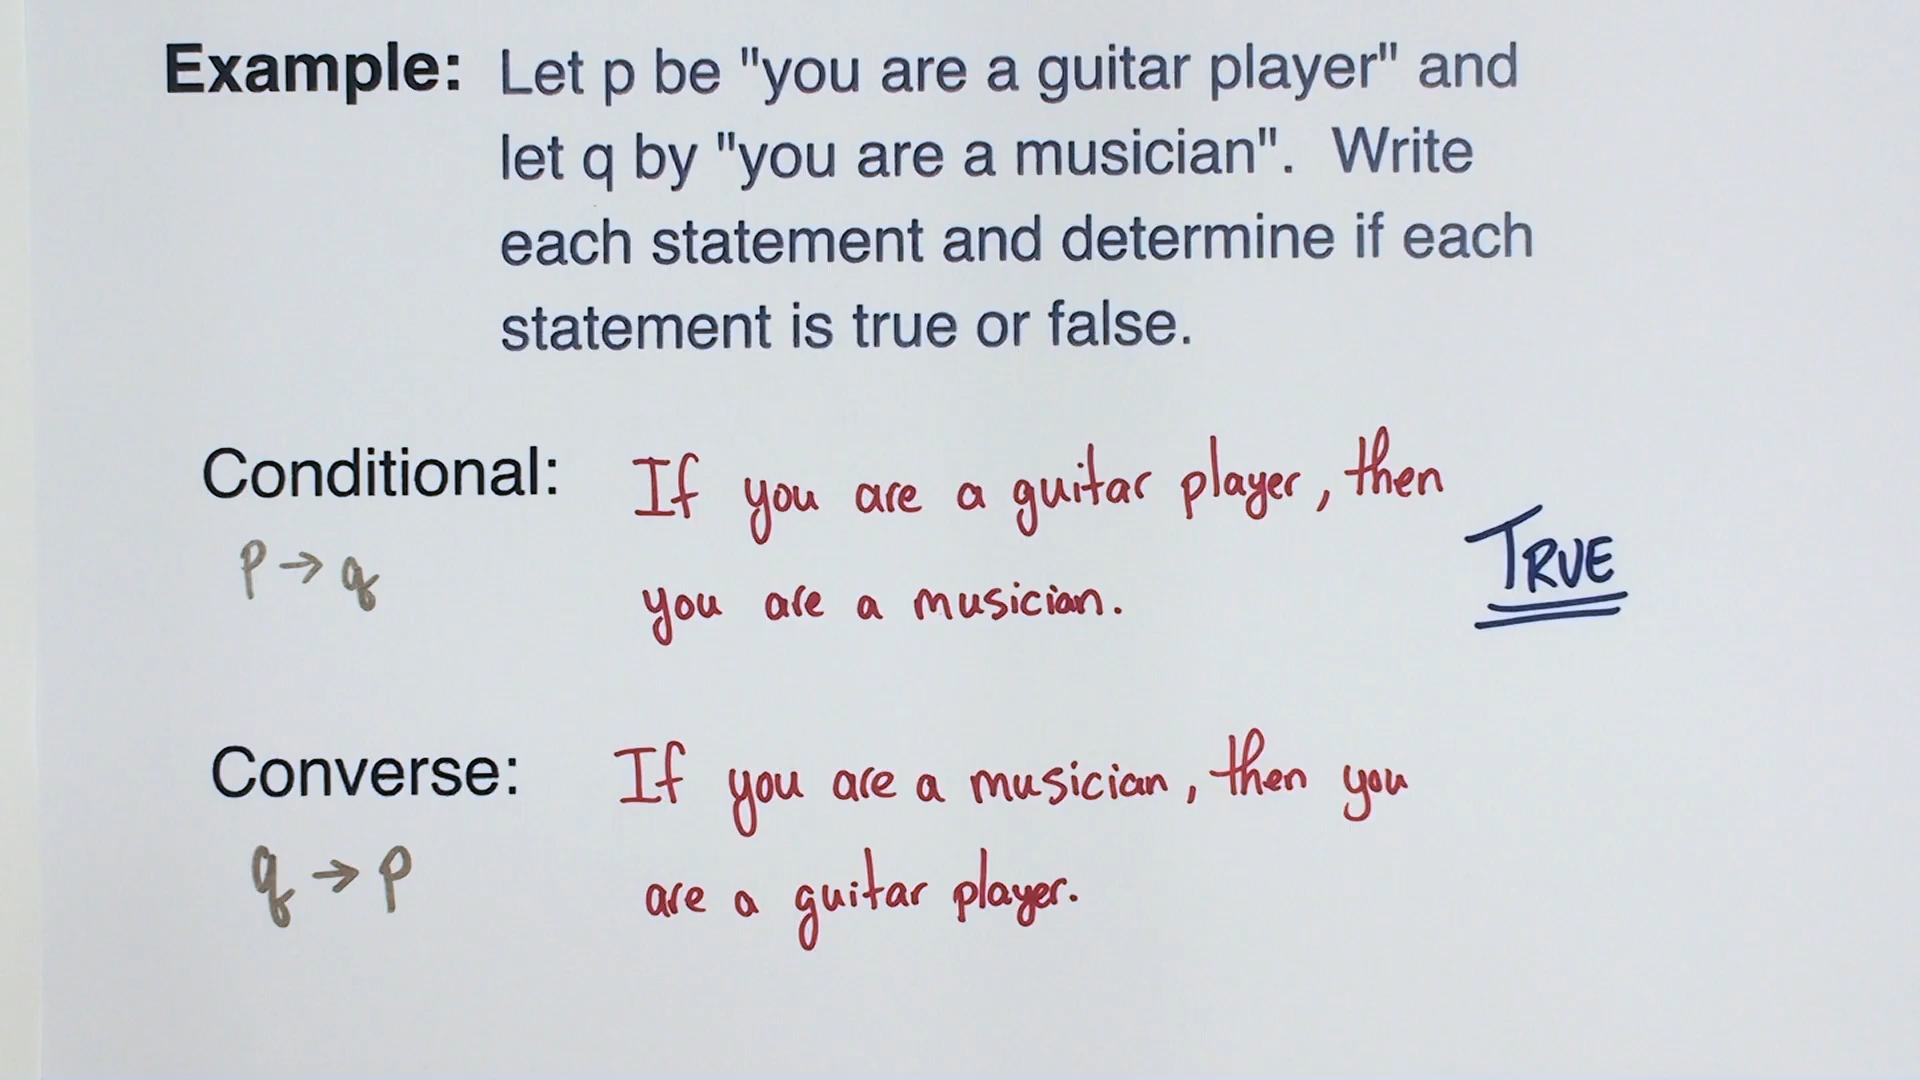 Example: Let p be "you are a guitar player" and
let q by "you are a musician". Write
each statement and determine if each
statement is true or false.
Conditional: If you are a guitar player, then
p → q
you are a musician.
TRUE
Converse: If you are a musician, then you
q → p
are a guitar player.